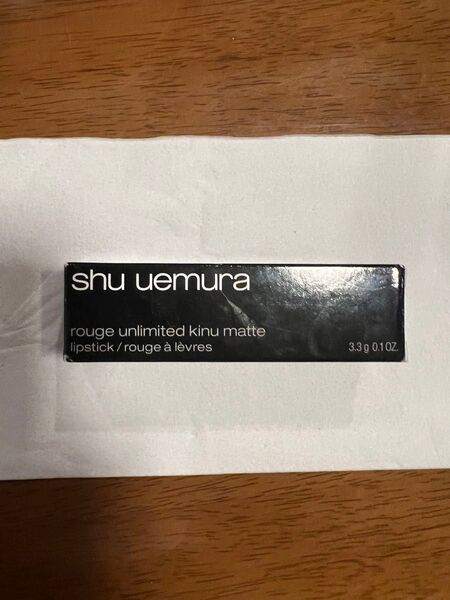 shu uemura
rouge unlimited kinu matte
lipstick / rouge à lèvres
3.3 g 0.1 OZ.